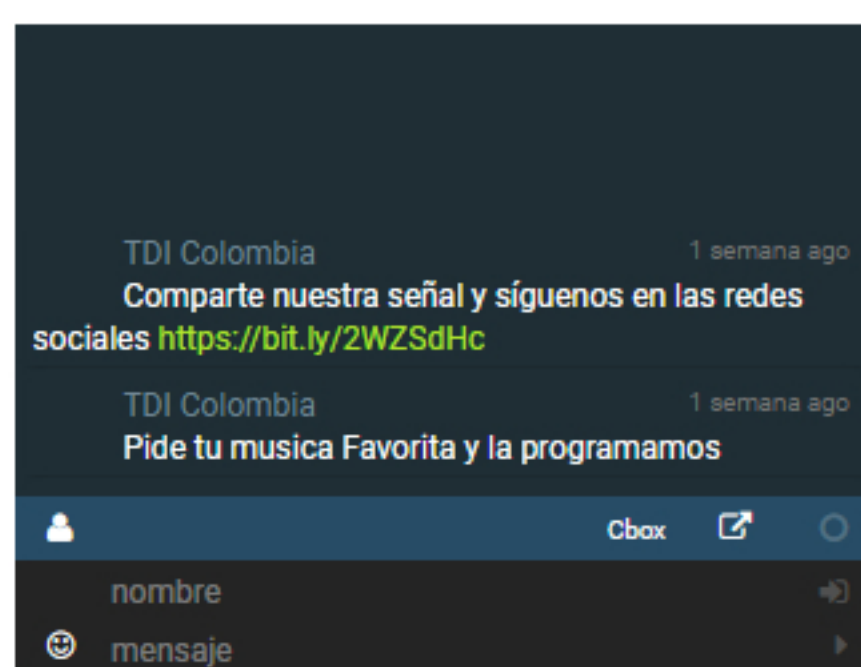 TDI Colombia 1 semana ago
Comparte nuestra señal y síguenos en las redes
sociales https://bit.ly/2WZSdHc
TDI Colombia 1 semana ago
Pide tu musica Favorita y la programamos
Cbox
nombre
mensaje